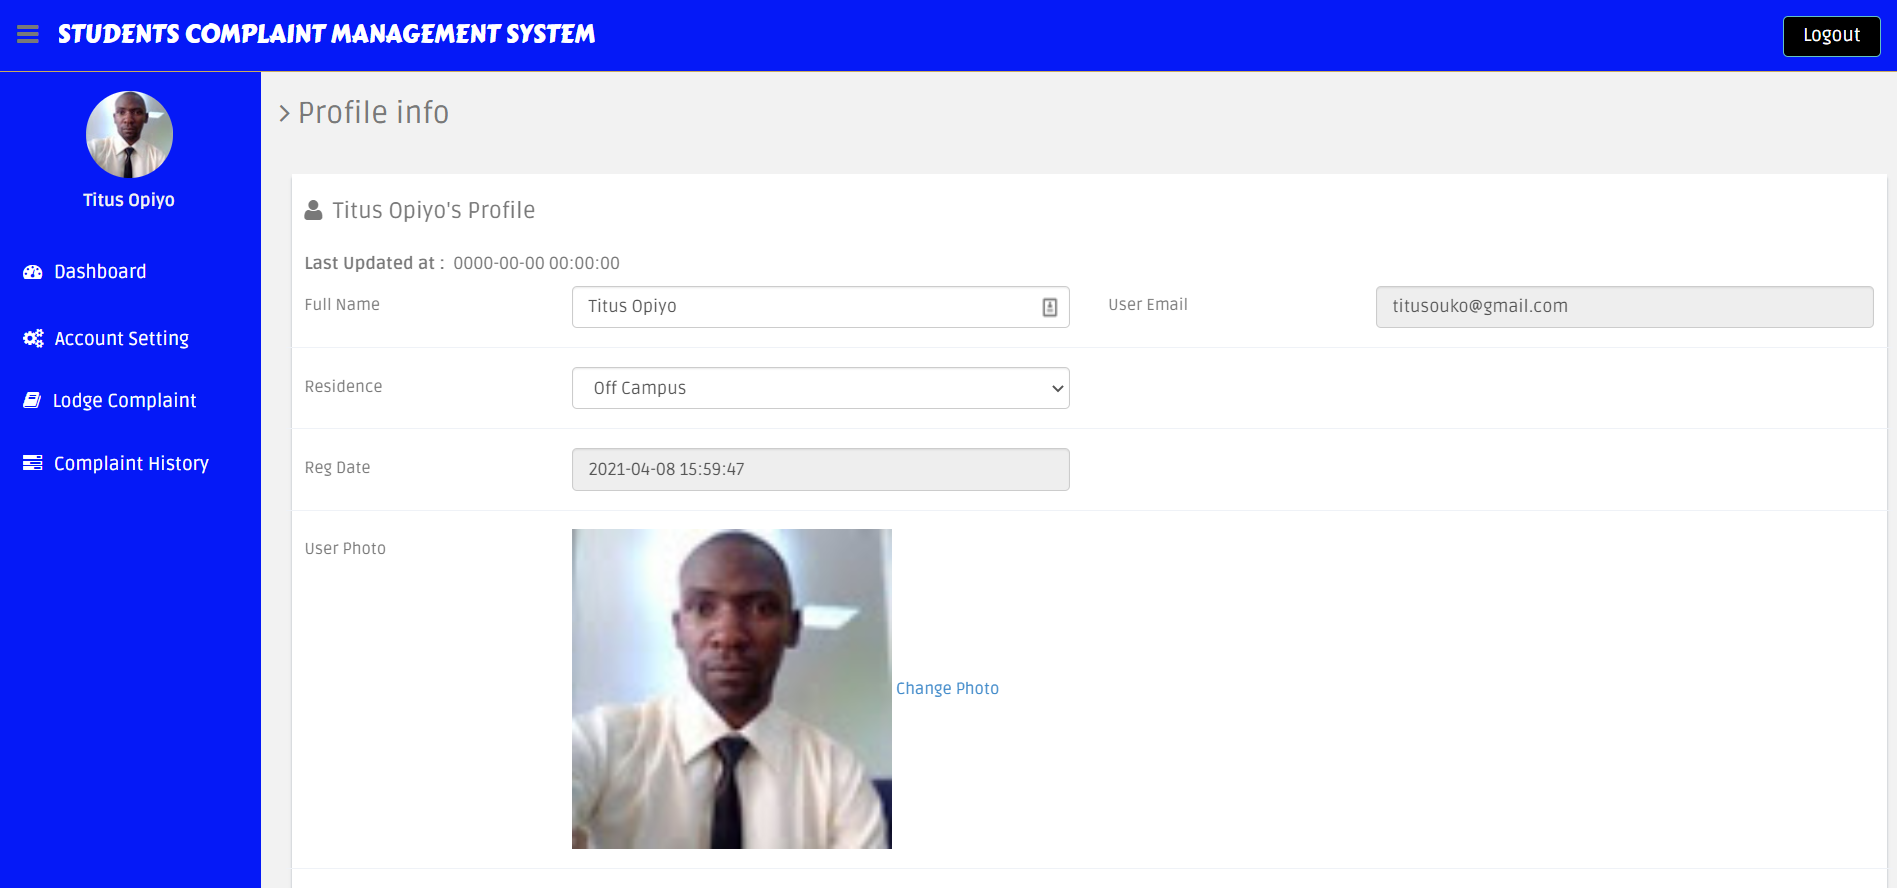 STUDENTS COMPLAINT MANAGEMENT SYSTEM
Logout
Titus Opiyo
Dashboard
Account Setting
Lodge Complaint
Complaint History
Profile info
Titus Opiyo's Profile
Last Updated at : 0000-00-00 00:00:00
Full Name Titus Opiyo User Email titusouko@gmail.com
Residence Off Campus
Reg Date 2021-04-08 15:59:47
User Photo
Change Photo